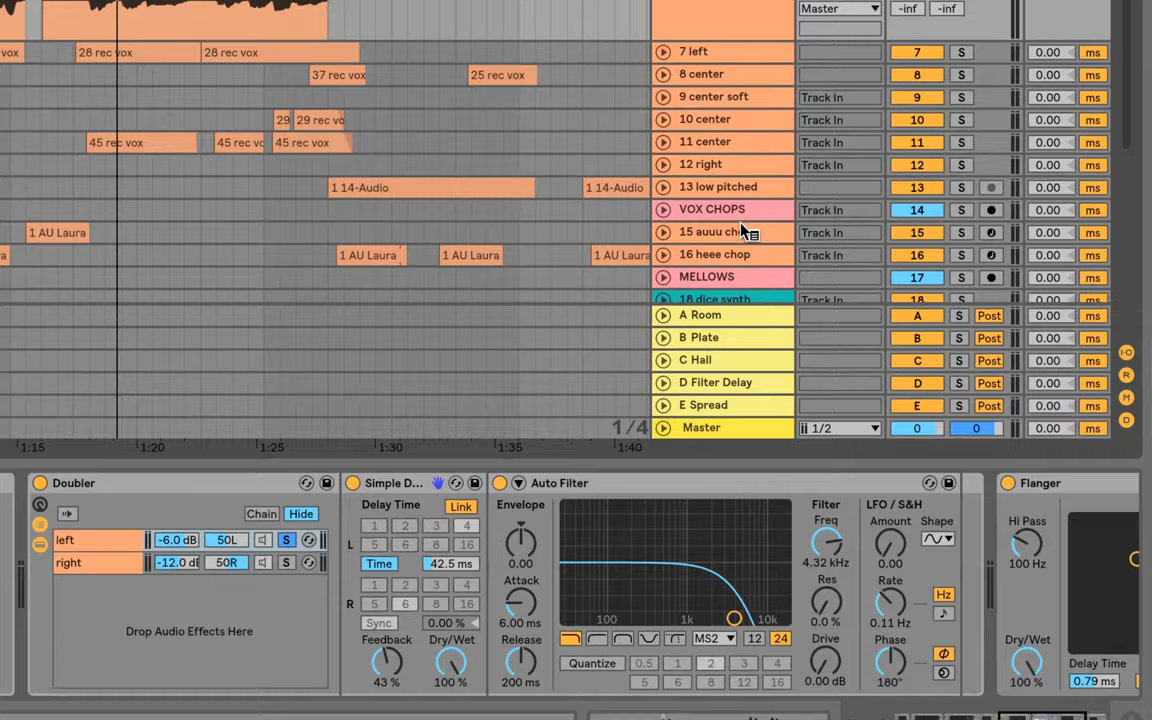 Master -inf -inf
vox 28 rec vox 28 rec vox 7 left 7 S 0.00 ms
37 rec vox 25 rec vox 8 center 8 S 0.00 ms
9 center soft Track In 9 S 0.00 ms
29 29 rec vo 10 center Track In 10 S 0.00 ms
45 rec vox 45 rec vo 45 rec vox 11 center Track In 11 S 0.00 ms
12 right Track In 12 S 0.00 ms
1 14-Audio 1 14-Audio 13 low pitched 13 S 0.00 ms
VOX CHOPS Track In 14 S 0.00 ms
1 AU Laura 15 auuu cho Track In 15 S 0.00 ms
a 1 AU Laura 1 AU Laura 1 AU Laura 16 heee chop Track In 16 S 0.00 ms
MELLOWS 17 S 0.00 ms
18 dice synth Track In 18 S
A Room A S Post 0.00 ms
B Plate B S Post 0.00 ms
C Hall C S Post 0.00 ms
D Filter Delay D S Post 0.00 ms
E Spread E S Post 0.00 ms
1/4 Master 1/2 0 0 0.00 ms
I·O
R
M
D
1:15 1:20 1:25 1:30 1:35 1:40
Doubler
Chain Hide
left -6.0 dB 50L S
right -12.0 dB 50R S
Drop Audio Effects Here
Simple D...
Delay Time Link
1 2 3 4
L
5 6 8 16
Time 42.5 ms
1 2 3 4
R
5 6 8 16
Sync 0.00 %
Feedback Dry/Wet
43 % 100 %
Auto Filter
Envelope
0.00
Attack
6.00 ms
Release
200 ms
100 1k 10k
MS2 12 24
Quantize 0.5 1 2 3 4
5 6 8 12 16
Filter
Freq
4.32 kHz
Res
0.0 %
Drive
0.00 dB
LFO / S&H
Amount Shape
0.00
Rate Hz
0.11 Hz
Phase
180°
Flanger
Hi Pass
100 Hz
Dry/Wet
100 %
Delay Time
0.79 ms